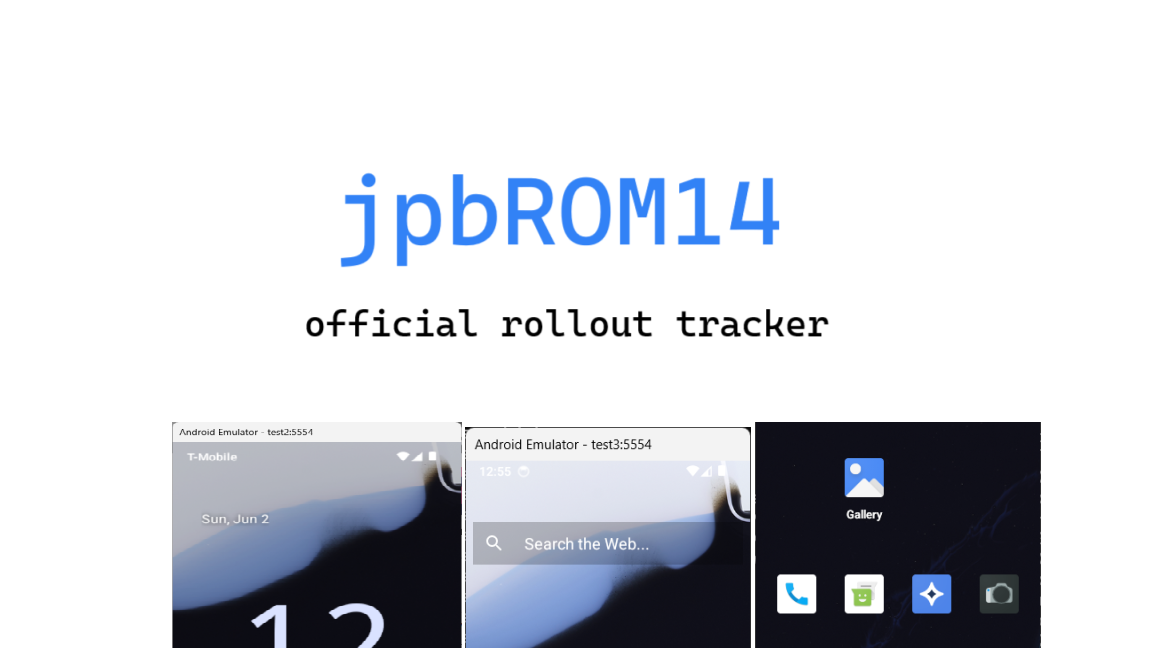 jpbROM14
official rollout tracker
Android Emulator - test2:5554
T-Mobile
Sun, Jun 2
12
Android Emulator - test3:5554
12:55
Search the Web...
Gallery